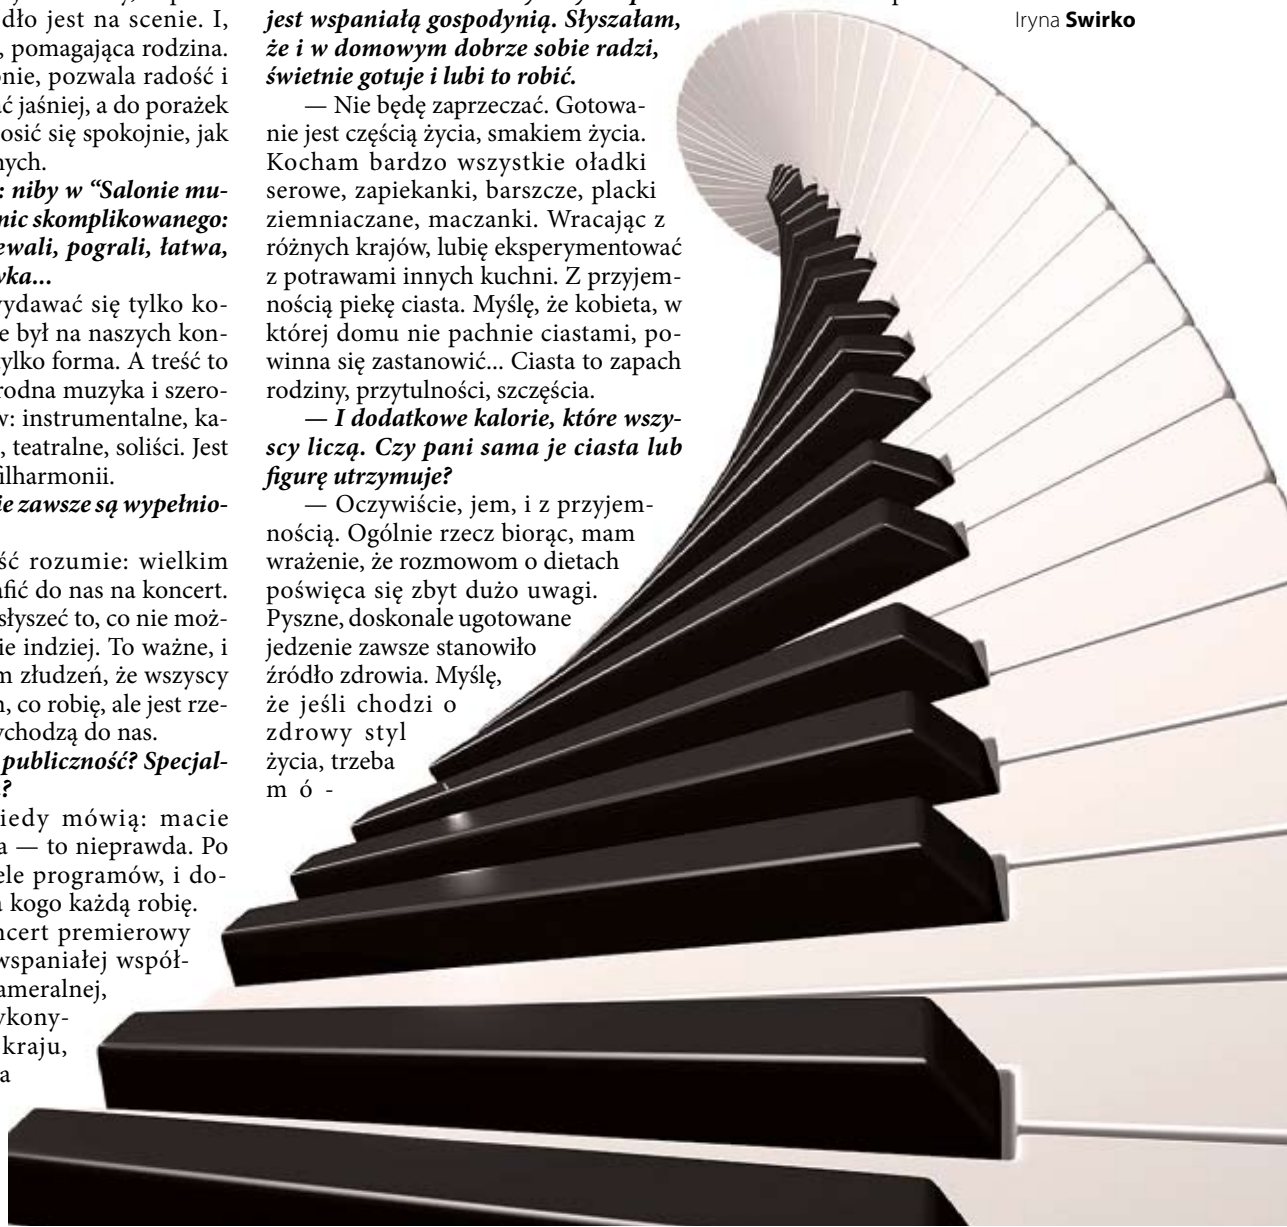 dło jest na scenie. I,
, pomagająca rodzina.
nie, pozwala radość i
ć jaśniej, a do porażek
osić się spokojnie, jak
nych.
: niby w “Salonie mu-
nic skomplikowanego:
ewali, pograli, łatwa,
yka...
wydawać się tylko ko-
e był na naszych kon-
tylko forma. A treść to
rodna muzyka i szero-
w: instrumentalne, ka-
, teatralne, soliści. Jest
filharmonii.
ie zawsze są wypełnio-
ść rozumie: wielkim
afić do nas na koncert.
słyszeć to, co nie moż-
ie indziej. To ważne, i
m złudzeń, że wszyscy
n, co robię, ale jest rze-
ychodzą do nas.
publiczność? Specjal-
?
iedy mówią: macie
a — to nieprawda. Po
ele programów, i do-
a kogo każdą robię.
ncert premierowy
wspaniałej współ-
ameralnej,
ykony-
kraju,
a
jest wspaniałą gospodynią. Słyszałam,
że i w domowym dobrze sobie radzi,
świetnie gotuje i lubi to robić.
— Nie będę zaprzeczać. Gotowa-
nie jest częścią życia, smakiem życia.
Kocham bardzo wszystkie oładki
serowe, zapiekanki, barszcze, placki
ziemniaczane, maczanki. Wracając z
różnych krajów, lubię eksperymentować
z potrawami innych kuchni. Z przyjem-
nością piekę ciasta. Myślę, że kobieta, w
której domu nie pachnie ciastami, po-
winna się zastanowić... Ciasta to zapach
rodziny, przytulności, szczęścia.
— I dodatkowe kalorie, które wszy-
scy liczą. Czy pani sama je ciasta lub
figurę utrzymuje?
— Oczywiście, jem, i z przyjem-
nością. Ogólnie rzecz biorąc, mam
wrażenie, że rozmowom o dietach
poświęca się zbyt dużo uwagi.
Pyszne, doskonale ugotowane
jedzenie zawsze stanowiło
źródło zdrowia. Myślę,
że jeśli chodzi o
zdrowy styl
życia, trzeba
m ó -
Iryna Swirko